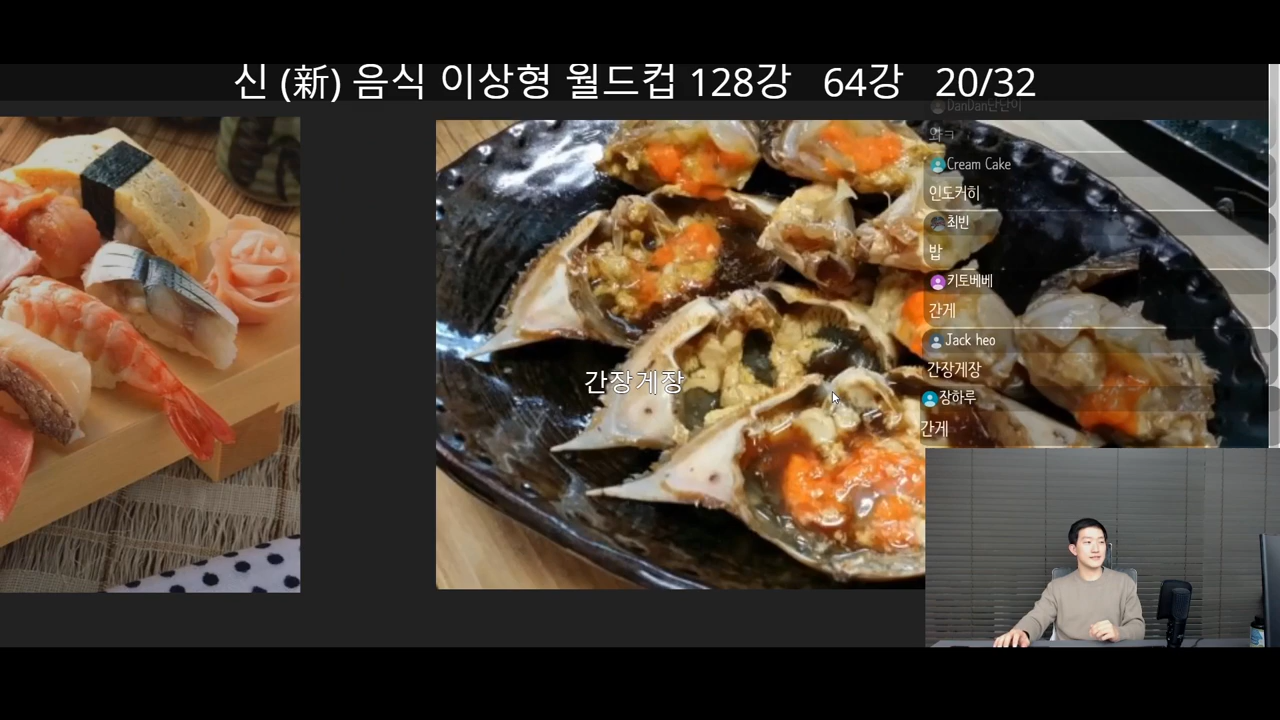 신 (新) 음식 이상형 월드컵 128강 64강 20/32
DanDan단단이
와ㅋ
Cream Cake
인도커히
최빈
밥
키토베베
간게
Jack heo
간장게장
간장게장
장하루
간게